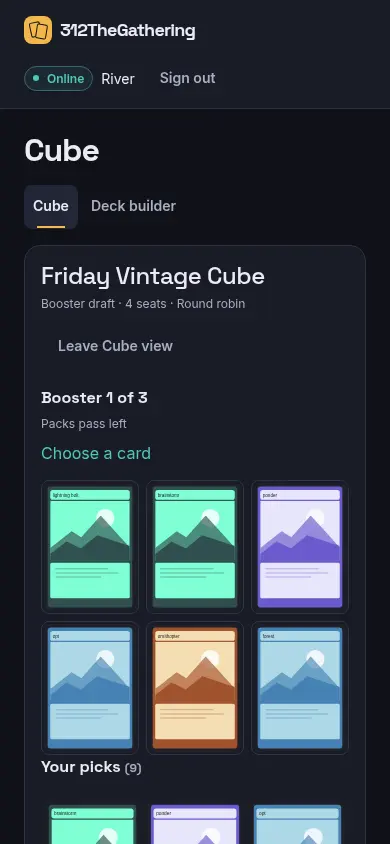 312TheGathering
Online River Sign out
Cube
Cube Deck builder
Friday Vintage Cube
Booster draft · 4 seats · Round robin
Leave Cube view
Booster 1 of 3
Packs pass left
Choose a card
lightning bolt brainstorm ponder
opt ornithopter forest
Your picks (9)
brainstorm ponder opt